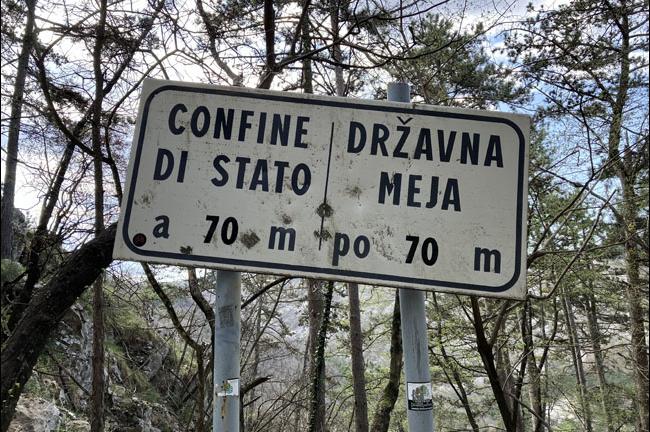 CONFINE
DI STATO
a 70 m
DRŽAVNA
MEJA
po 70 m